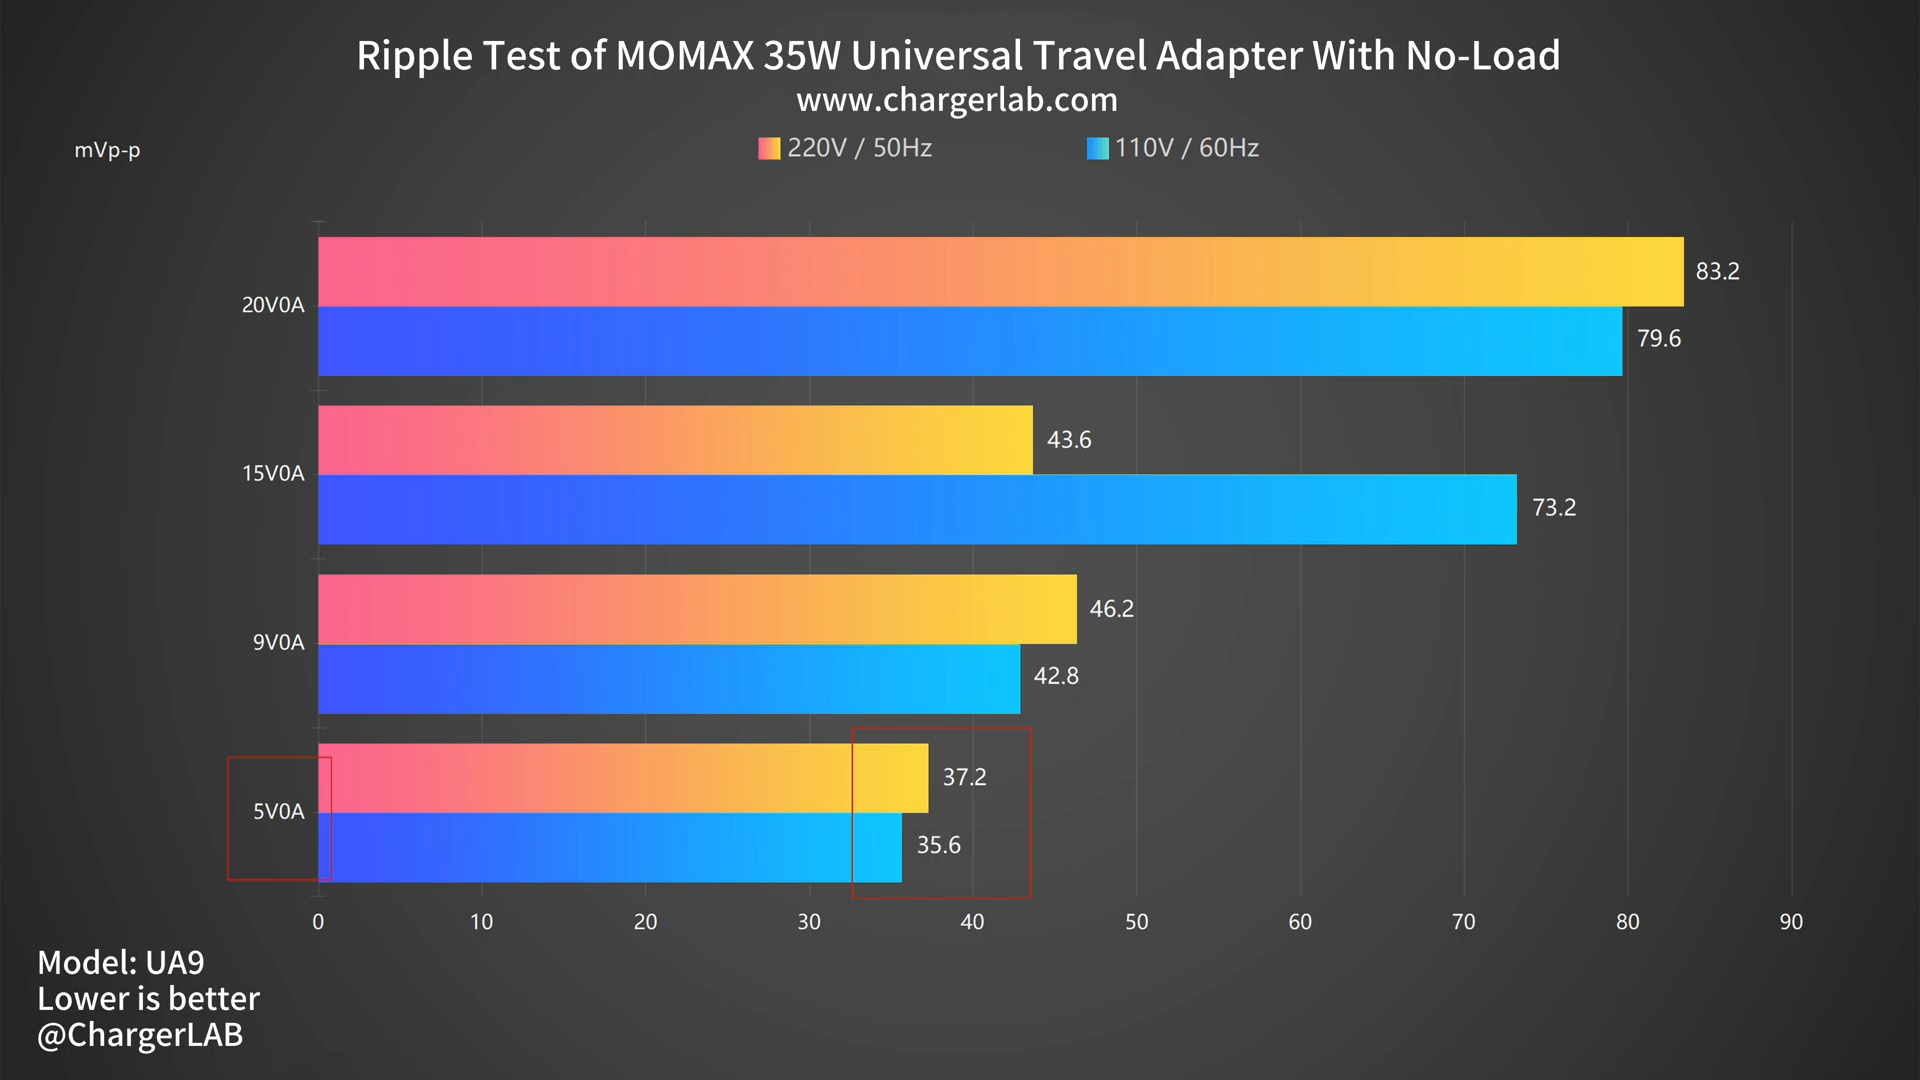 Ripple Test of MOMAX 35W Universal Travel Adapter With No-Load
www.chargerlab.com
mVp-p
220V / 50Hz
110V / 60Hz
83.2
20V0A
79.6
43.6
15V0A
73.2
46.2
9V0A
42.8
37.2
5V0A
35.6
0 10 20 30 40 50 60 70 80 90
Model: UA9
Lower is better
@ChargerLAB